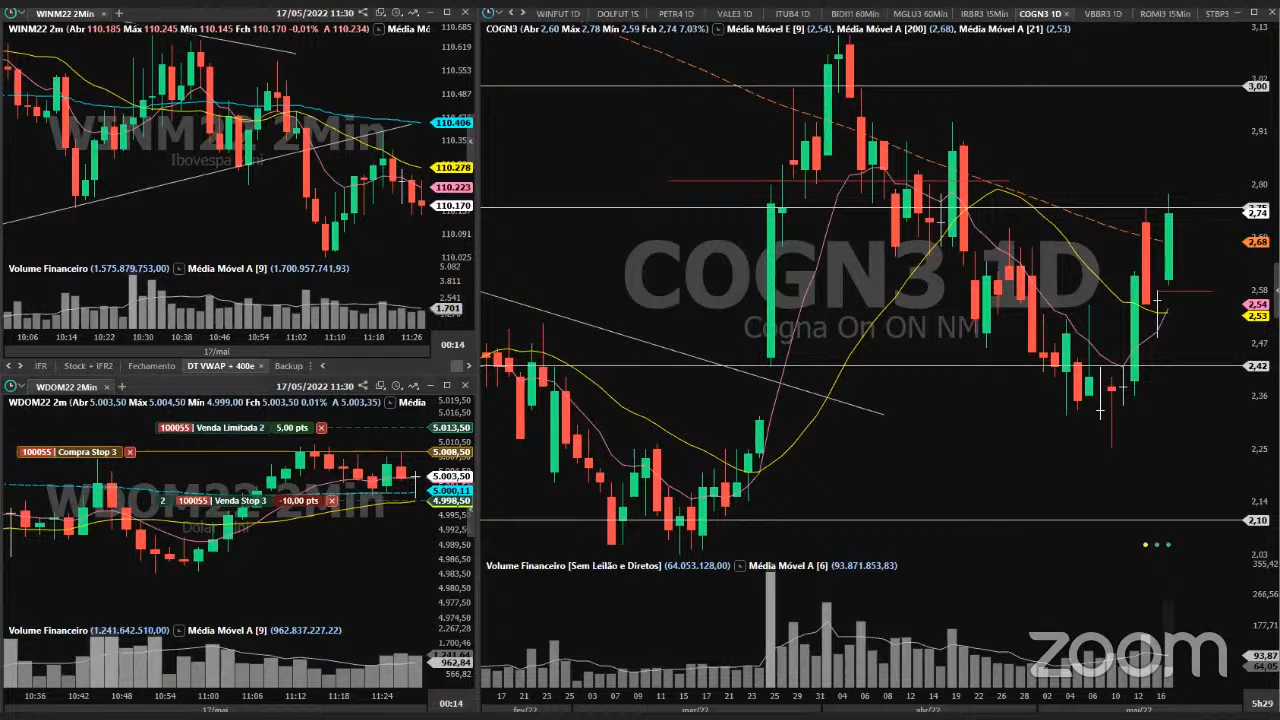 WINM22 2Min 17/05/2022 11:30
WINM22 2m (Abr 110.185 Máx 110.245 Mín 110.145 Fch 110.170 -0,01% A 110.234) Média Mó
WINM22 2Min
Ibovespa
110.685
110.619
110.553
110.487
110.406
110.278
110.223
110.170
110.091
110.025
Volume Financeiro (1.575.879.753,00) Média Móvel A [9] (1.700.957.741,93)
5.082
3.811
2.541
1.701
10:06 10:14 10:22 10:30 10:38 10:46 10:54 11:02 11:10 11:18 11:26
17/mai
00:14
IFR Stock + IFR2 Fechamento DT VWAP + 400e Backup
WDOM22 2Min 17/05/2022 11:30
WDOM22 2m (Abr 5.003,50 Máx 5.004,50 Mín 4.999,00 Fch 5.003,50 0,01% A 5.003,35) Média
100055 | Venda Limitada 2 5,00 pts
100055 | Compra Stop 3
2 100055 | Venda Stop 3 -10,00 pts
WDOM22 2Min
5.019,50
5.016,50
5.013,50
5.010,50
5.008,50
5.003,50
5.000,11
4.998,50
4.995,50
4.992,50
4.989,50
4.986,50
4.983,50
4.980,50
4.977,50
4.974,50
Volume Financeiro (1.241.642.510,00) Média Móvel A [9] (962.837.227,22)
2.267,28
1.700,46
962,84
566,82
10:36 10:42 10:48 10:54 11:00 11:06 11:12 11:18 11:24
17/mai
00:14
WINFUT 1D DOLFUT 1S PETR4 1D VALE3 1D ITUB4 1D BIDI11 60Min MGLU3 60Min IRBR3 15Min COGN3 1D VBBR3 1D ROMI3 15Min STBP3
COGN3 (Abr 2,60 Máx 2,78 Mín 2,59 Fch 2,74 7,03%) Média Móvel E [9] (2,54), Média Móvel A [200] (2,68), Média Móvel A [21] (2,53)
COGN3 1D
Cogna On ON NM
3,13
3,02
3,00
2,91
2,80
2,74
2,68
2,58
2,54
2,53
2,47
2,42
2,36
2,25
2,10
2,03
Volume Financeiro [Sem Leilão e Diretos] (64.053.128,00) Média Móvel A [6] (93.871.853,83)
355,42
266,56
177,71
93,87
64,05
17 21 23 25 03 07 09 11 15 17 21 23 25 29 31 04 06 08 12 14 18 20 22 26 28 02 04 06 10 12 16
fev/22 mar/22 abr/22 mai/22
5h29
zoom